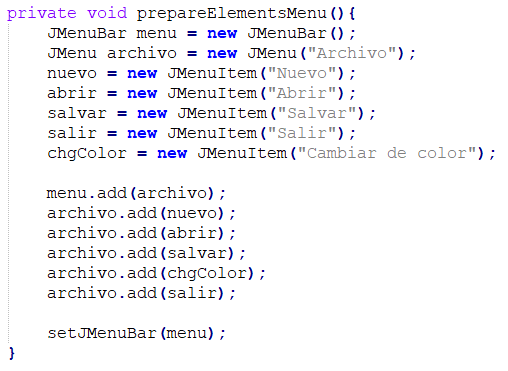 private void prepareElementsMenu(){
JMenuBar menu = new JMenuBar();
JMenu archivo = new JMenu("Archivo");
nuevo = new JMenuItem("Nuevo");
abrir = new JMenuItem("Abrir");
salvar = new JMenuItem("Salvar");
salir = new JMenuItem("Salir");
chgColor = new JMenuItem("Cambiar de color");
menu.add(archivo);
archivo.add(nuevo);
archivo.add(abrir);
archivo.add(salvar);
archivo.add(chgColor);
archivo.add(salir);
setJMenuBar(menu);
}